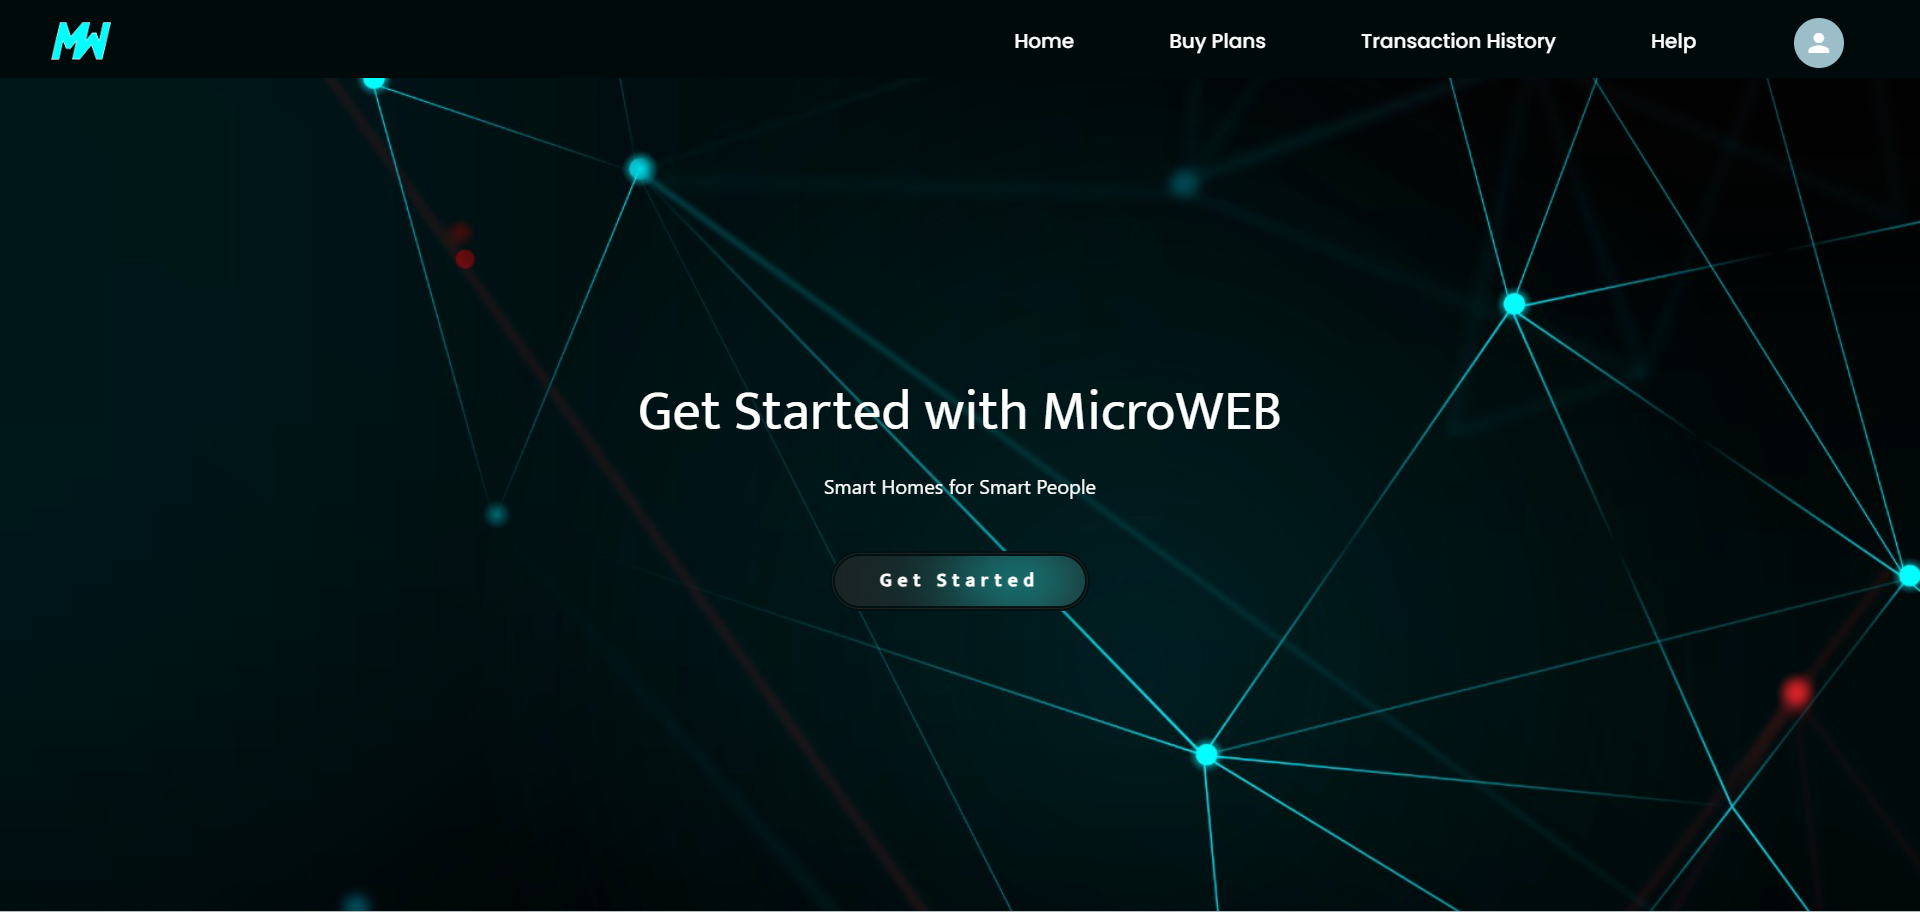 MW
Home Buy Plans Transaction History Help
Get Started with MicroWEB
Smart Homes for Smart People
Get Started